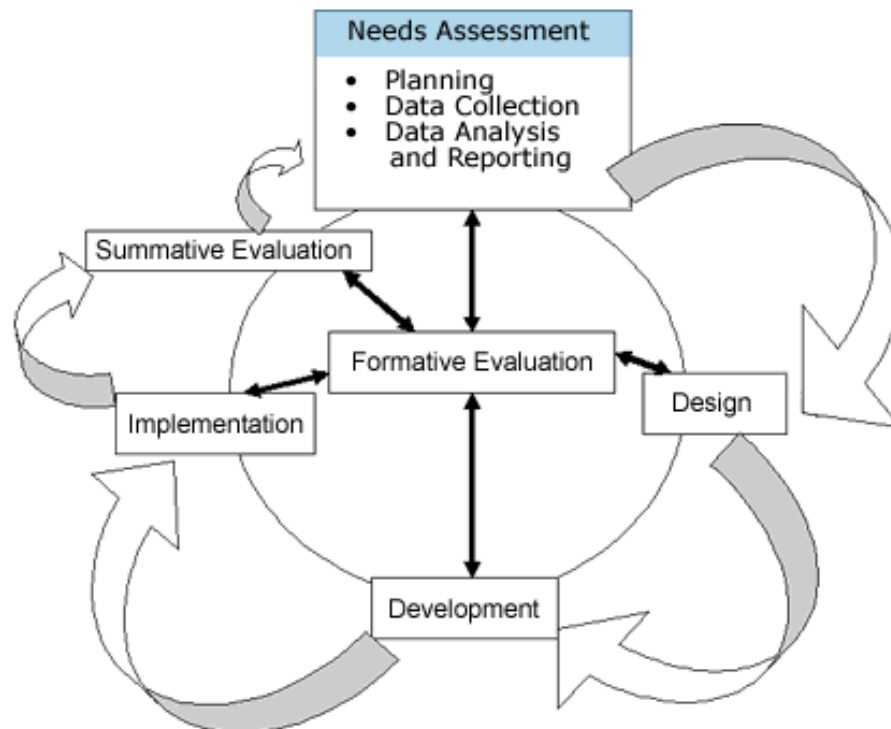 Needs Assessment
• Planning
• Data Collection
• Data Analysis
and Reporting
Summative Evaluation
Formative Evaluation
Design
Implementation
Development